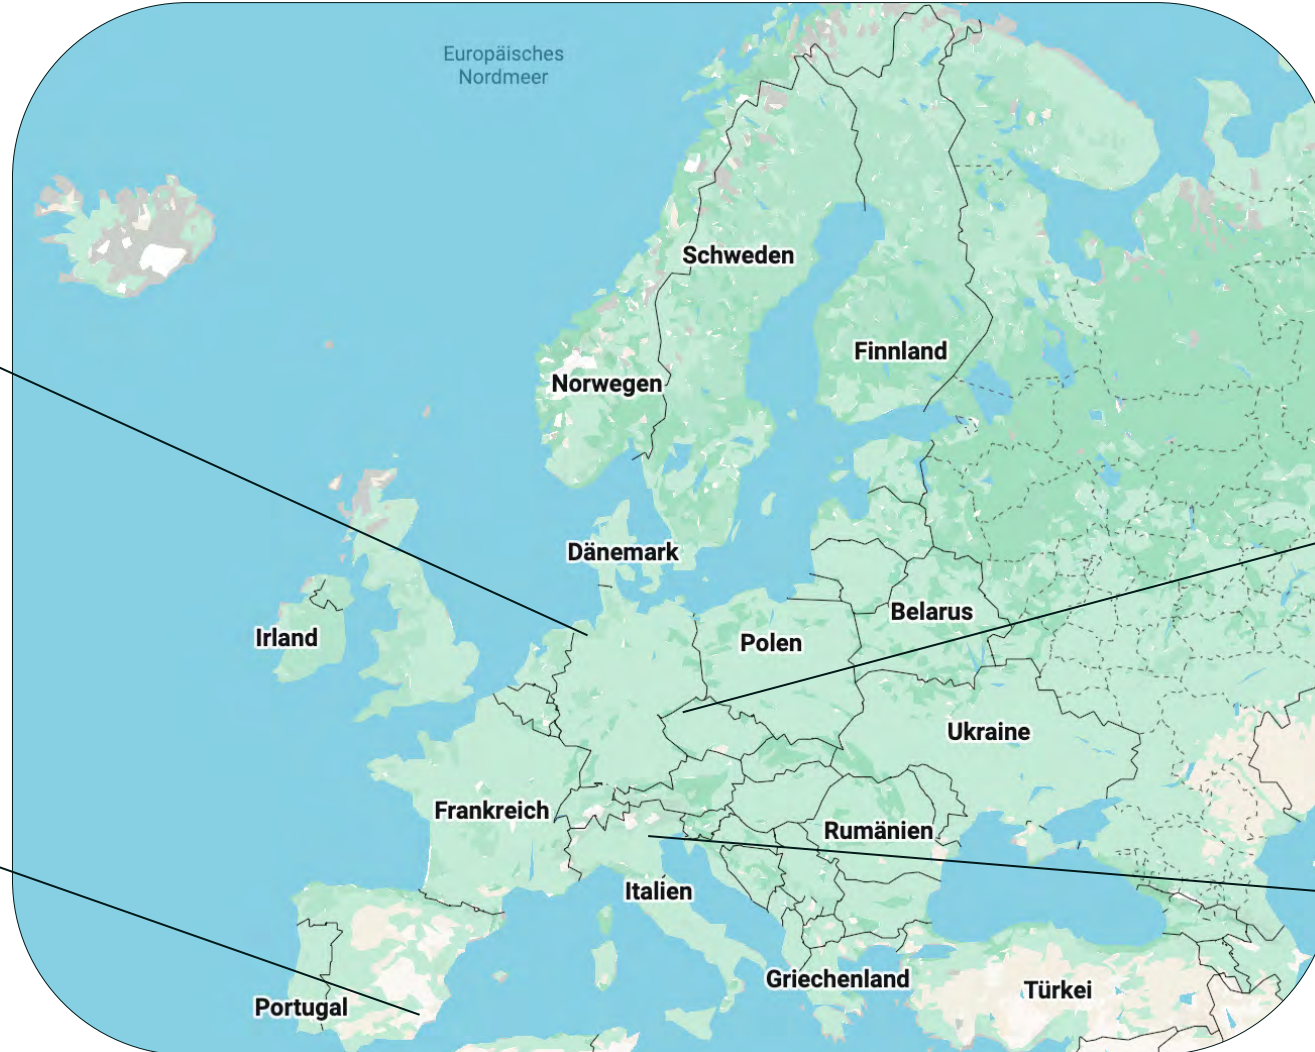 Europäisches
Nordmeer
Schweden
Finnland
Norwegen
Dänemark
Belarus
Irland
Polen
Ukraine
Frankreich
Rumänien
Italien
Griechenland
Türkei
Portugal